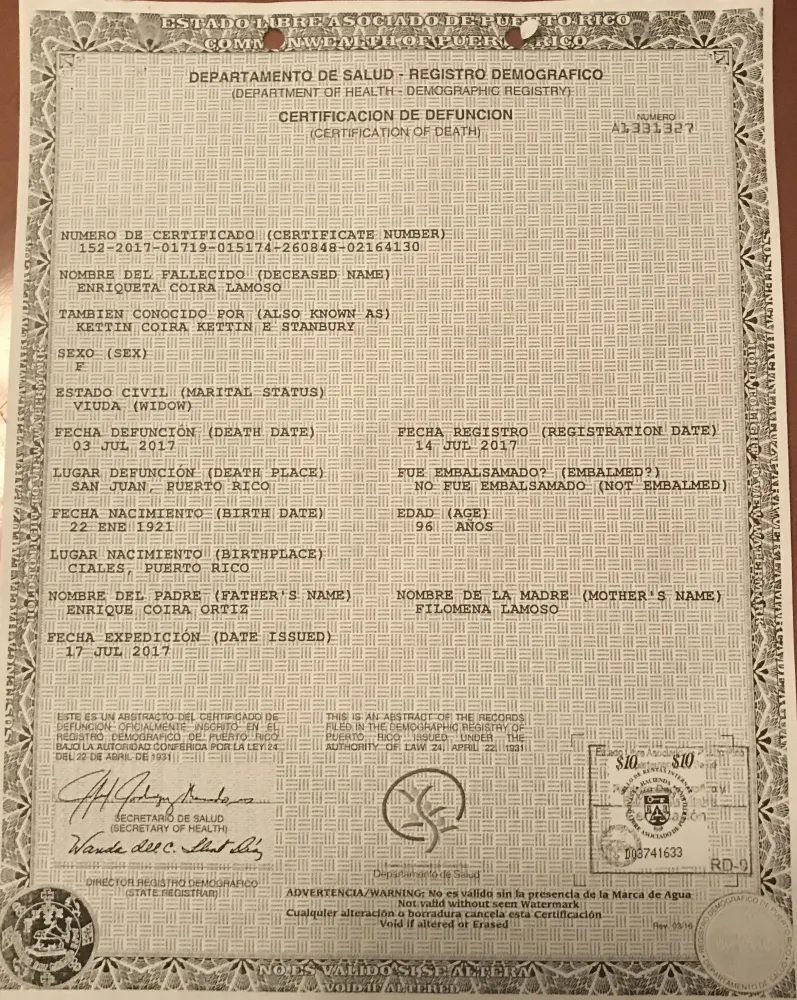 ESTADO LIBRE ASOCIADO DE PUERTO RICO
COMMONWEALTH OF PUERTO RICO
DEPARTAMENTO DE SALUD - REGISTRO DEMOGRAFICO
(DEPARTMENT OF HEALTH - DEMOGRAPHIC REGISTRY)
CERTIFICACION DE DEFUNCION
(CERTIFICATION OF DEATH)
NUMERO
A1331327
NUMERO DE CERTIFICADO (CERTIFICATE NUMBER)
152-2017-01719-015174-260848-02164130
NOMBRE DEL FALLECIDO (DECEASED NAME)
ENRIQUETA COIRA LAMOSO
TAMBIEN CONOCIDO POR (ALSO KNOWN AS)
KETTIN COIRA KETTIN E STANBURY
SEXO (SEX)
F
ESTADO CIVIL (MARITAL STATUS)
VIUDA (WIDOW)
FECHA DEFUNCIÓN (DEATH DATE) FECHA REGISTRO (REGISTRATION DATE)
03 JUL 2017 14 JUL 2017
LUGAR DEFUNCIÓN (DEATH PLACE) FUE EMBALSAMADO? (EMBALMED?)
SAN JUAN, PUERTO RICO NO FUE EMBALSAMADO (NOT EMBALMED)
FECHA NACIMIENTO (BIRTH DATE) EDAD (AGE)
22 ENE 1921 96 AÑOS
LUGAR NACIMIENTO (BIRTHPLACE)
CIALES, PUERTO RICO
NOMBRE DEL PADRE (FATHER'S NAME) NOMBRE DE LA MADRE (MOTHER'S NAME)
ENRIQUE COIRA ORTIZ FILOMENA LAMOSO
FECHA EXPEDICIÓN (DATE ISSUED)
17 JUL 2017
ESTE ES UN ABSTRACTO DEL CERTIFICADO DE
DEFUNCION OFICIALMENTE INSCRITO EN EL
REGISTRO DEMOGRAFICO DE PUERTO RICO
BAJO LA AUTORIDAD CONFERIDA POR LA LEY 24
DEL 22 DE ABRIL DE 1931
THIS IS AN ABSTRACT OF THE RECORDS
FILED IN THE DEMOGRAPHIC REGISTRY OF
PUERTO RICO ISSUED UNDER THE
AUTHORITY OF LAW 24, APRIL 22, 1931
SECRETARIO DE SALUD
(SECRETARY OF HEALTH)
DIRECTOR REGISTRO DEMOGRAFICO
(STATE REGISTRAR)
Departamento de Salud
$10 $10
D03741633
RD-9
ADVERTENCIA/WARNING: No es válido sin la presencia de la Marca de Agua
Not valid without seen Watermark
Cualquier alteración o borradura cancela esta Certificación
Void if altered or Erased
Rev. 03/16
NO ES VALIDO SI SE ALTERA
VOID IF ALTERED